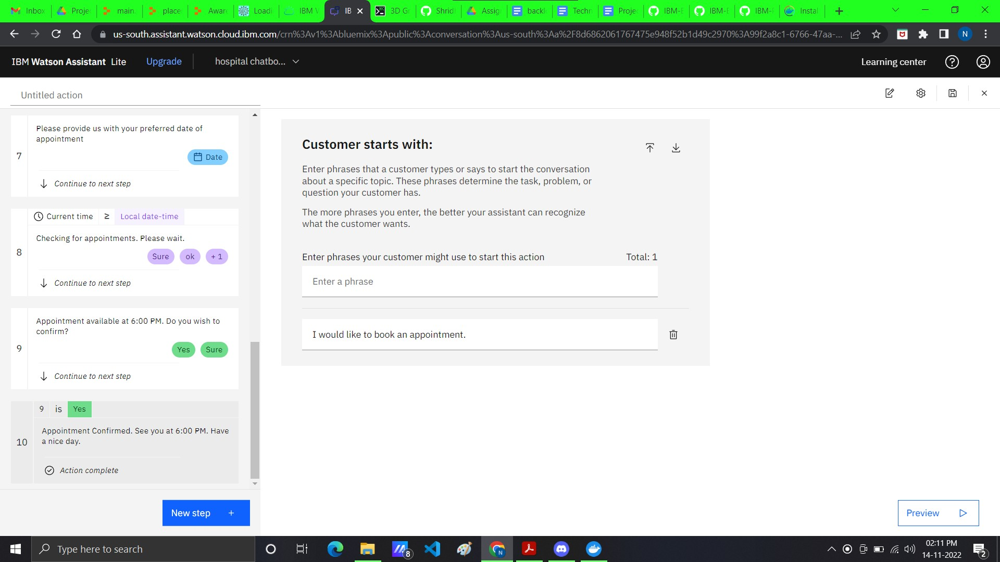 Inbox
Proje
main.
place
Aware
Loadi
IBM W
IB
3D G
Shrid
Assig
backl
Techn
Projec
IBM-E
IBM-E
IBM-F
Instal
us-south.assistant.watson.cloud.ibm.com/crn%3Av1%3Abluemix%3Apublic%3Aconversation%3Aus-south%3Aa%2F8d6862061767475e948f52b1d49c2970%3A99f2a8c1-6766-47aa-...
N
IBM Watson Assistant Lite
Upgrade
hospital chatbo...
Learning center
Untitled action
7
Please provide us with your preferred date of
appointment
Date
Continue to next step
8
Current time ≥ Local date-time
Checking for appointments. Please wait.
Sure ok + 1
Continue to next step
9
Appointment available at 6:00 PM. Do you wish to
confirm?
Yes Sure
Continue to next step
10
9 is Yes
Appointment Confirmed. See you at 6:00 PM. Have
a nice day.
Action complete
New step +
Customer starts with:
Enter phrases that a customer types or says to start the conversation
about a specific topic. These phrases determine the task, problem, or
question your customer has.
The more phrases you enter, the better your assistant can recognize
what the customer wants.
Enter phrases your customer might use to start this action
Total: 1
Enter a phrase
I would like to book an appointment.
Preview
Type here to search
8
N
02:11 PM
14-11-2022
2